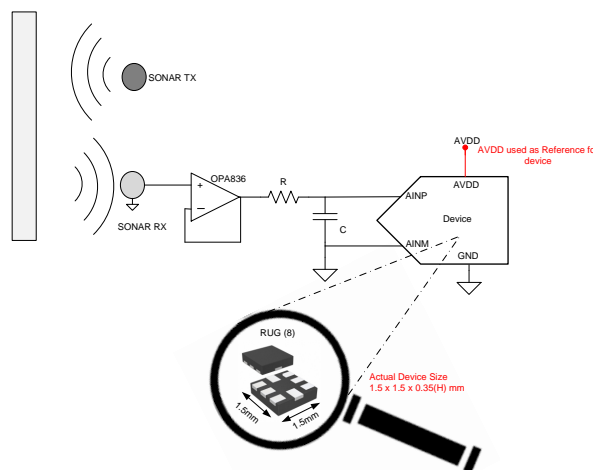 SONAR TX
AVDD
AVDD used as Reference fo
device
OPA836
R
AVDD
+
AINP
−
Device
SONAR RX
C
AINM
GND
RUG (8)
Actual Device Size
1.5 x 1.5 x 0.35(H) mm
1.5mm
1.5mm